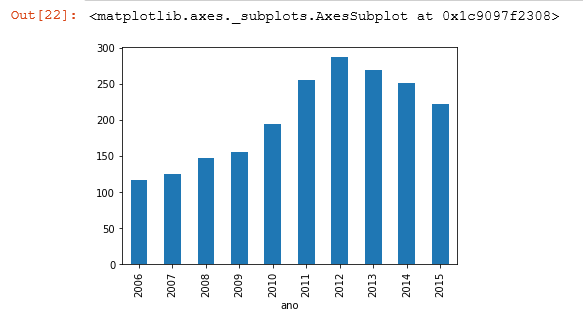 Out[22]: <matplotlib.axes._subplots.AxesSubplot at 0x1c9097f2308>
300
250
200
150
100
50
0
2006 2007 2008 2009 2010 2011 2012 2013 2014 2015
ano